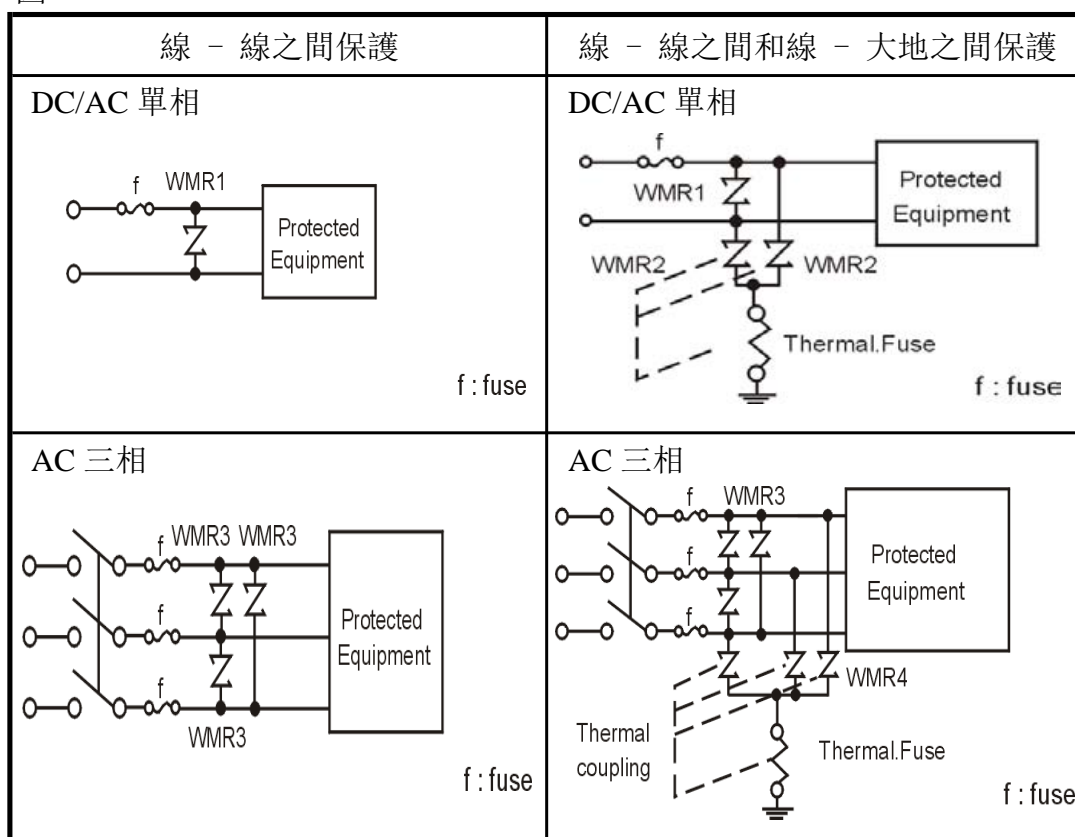 線 - 線之間保護
線 - 線之間和線 - 大地之間保護
DC/AC 單相
f WMR1
Protected
Equipment
f : fuse
DC/AC 單相
f
WMR1
Protected
Equipment
WMR2
WMR2
Thermal.Fuse
f : fuse
AC 三相
f WMR3 WMR3
f
f
WMR3
Protected
Equipment
f : fuse
AC 三相
f WMR3
f
f
Protected
Equipment
WMR4
Thermal
coupling
Thermal.Fuse
f : fuse